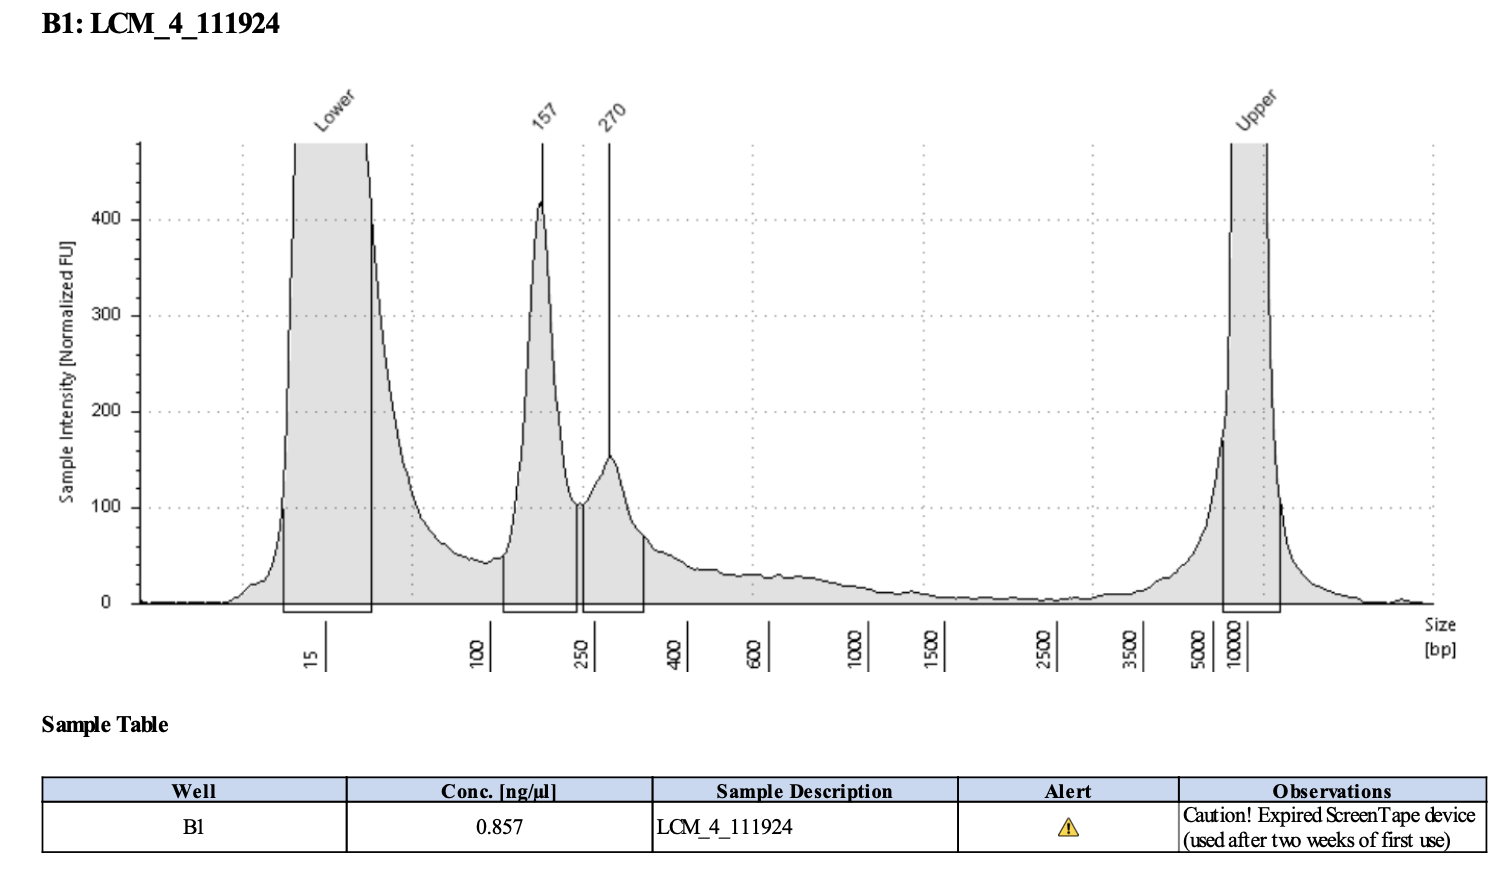 B1: LCM_4_111924
Lower
157
270
Upper
Sample Intensity [Normalized FU]
400
300
200
100
0
15
100
250
400
600
1000
1500
2500
3500
5000
10000
Size
[bp]
Sample Table
Well Conc. [ng/µl] Sample Description Alert Observations
B1 0.857 LCM_4_111924 Caution! Expired ScreenTape device
(used after two weeks of first use)